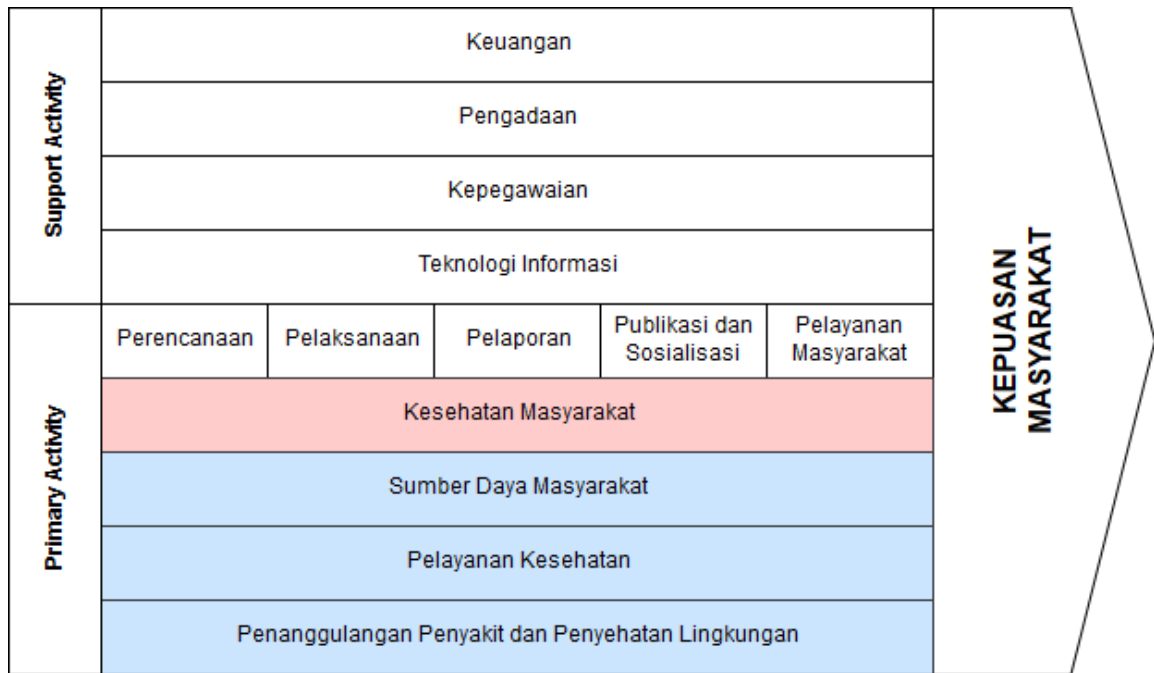 Support Activity
Keuangan
Pengadaan
Kepegawaian
Teknologi Informasi
Primary Activity
Perencanaan
Pelaksanaan
Pelaporan
Publikasi dan
Sosialisasi
Pelayanan
Masyarakat
Kesehatan Masyarakat
Sumber Daya Masyarakat
Pelayanan Kesehatan
Penanggulangan Penyakit dan Penyehatan Lingkungan
KEPUASAN
MASYARAKAT